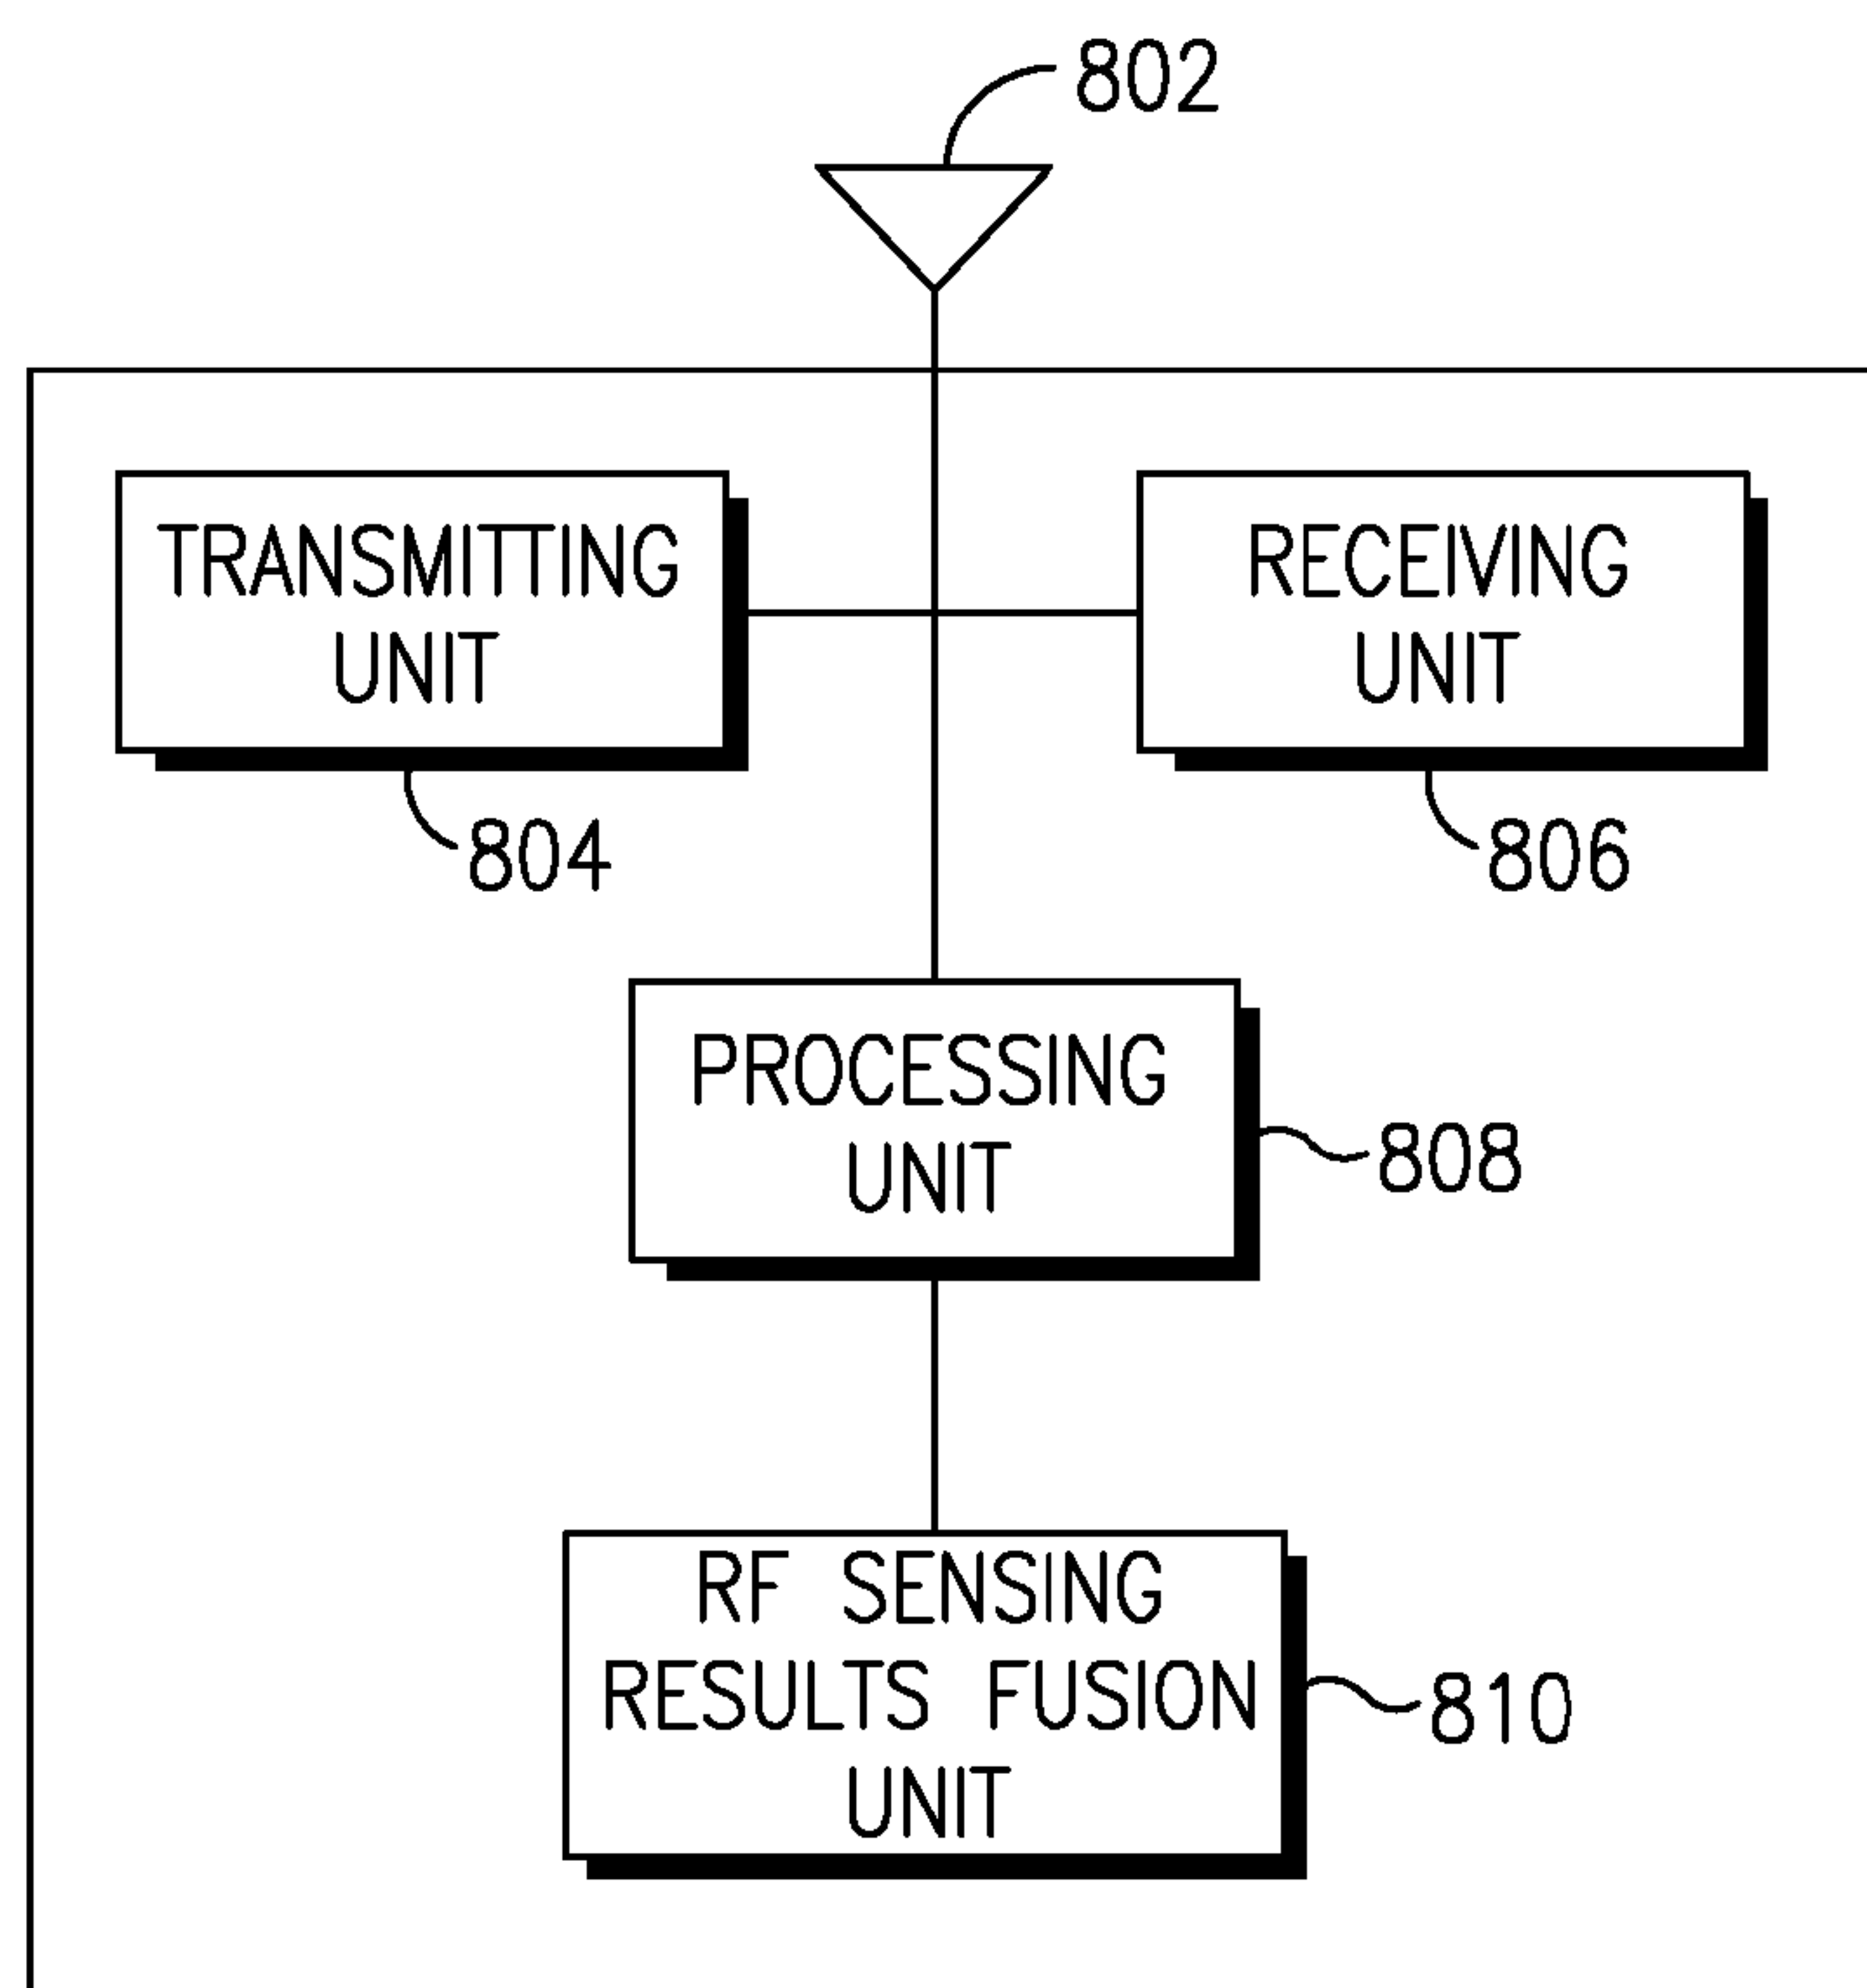 802
TRANSMITTING
UNIT
804
RECEIVING
UNIT
806
PROCESSING
UNIT
808
RF SENSING
RESULTS FUSION
UNIT
810